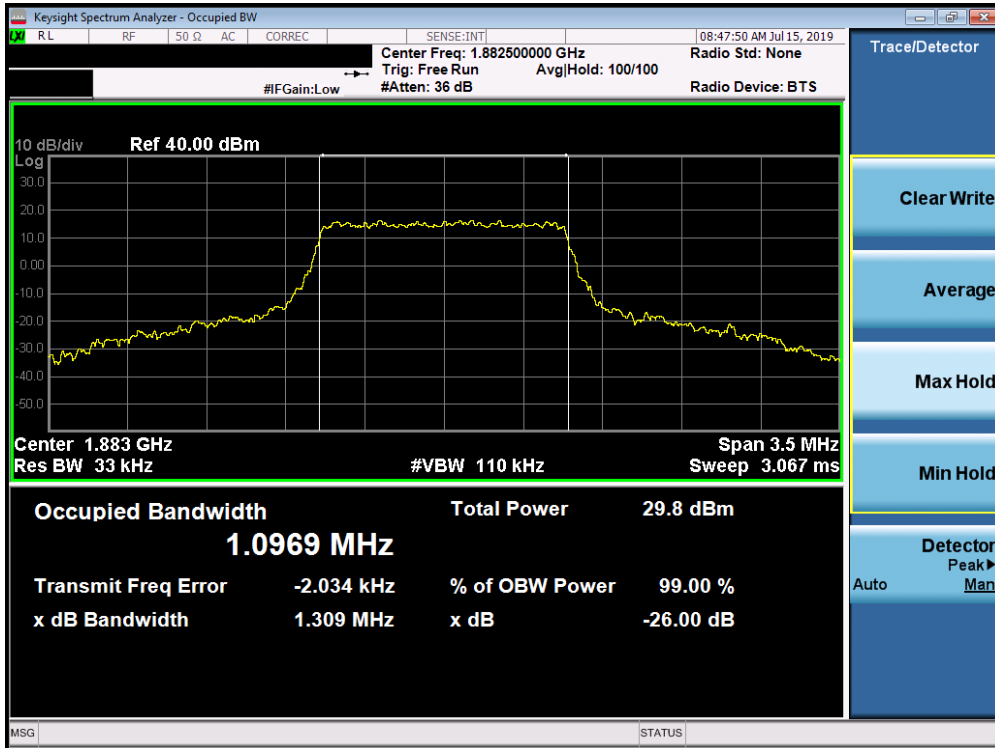 Keysight Spectrum Analyzer - Occupied BW
LXI RL RF 50 Ω AC CORREC SENSE:INT 08:47:50 AM Jul 15, 2019
Center Freq: 1.882500000 GHz Radio Std: None
Trig: Free Run Avg|Hold: 100/100
#IFGain:Low #Atten: 36 dB Radio Device: BTS
10 dB/div Ref 40.00 dBm
Log
30.0
20.0
10.0
0.00
-10.0
-20.0
-30.0
-40.0
-50.0
Center 1.883 GHz Span 3.5 MHz
Res BW 33 kHz #VBW 110 kHz Sweep 3.067 ms
Occupied Bandwidth Total Power 29.8 dBm
1.0969 MHz
Transmit Freq Error -2.034 kHz % of OBW Power 99.00 %
x dB Bandwidth 1.309 MHz x dB -26.00 dB
MSG STATUS
Trace/Detector
Clear Write
Average
Max Hold
Min Hold
Detector
Peak▶
Auto Man